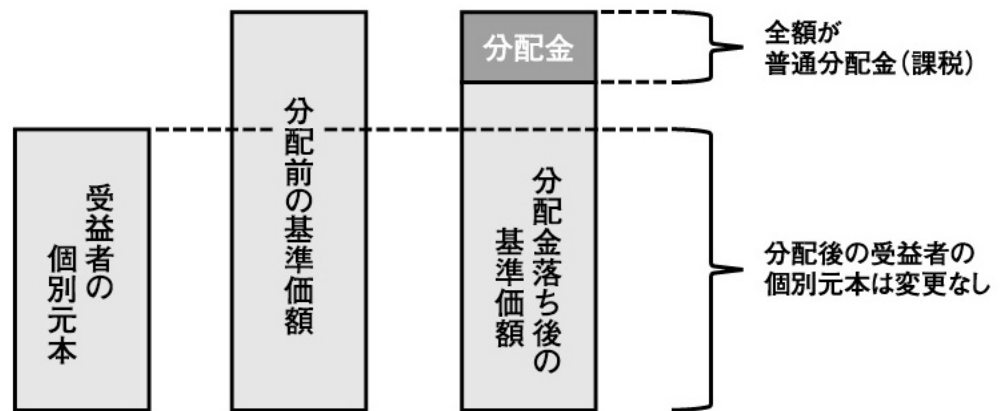 受益者の
個別元本
分配前の基準価額
分配金
分配金落ち後の
基準価額
全額が
普通分配金（課税）
分配後の受益者の
個別元本は変更なし